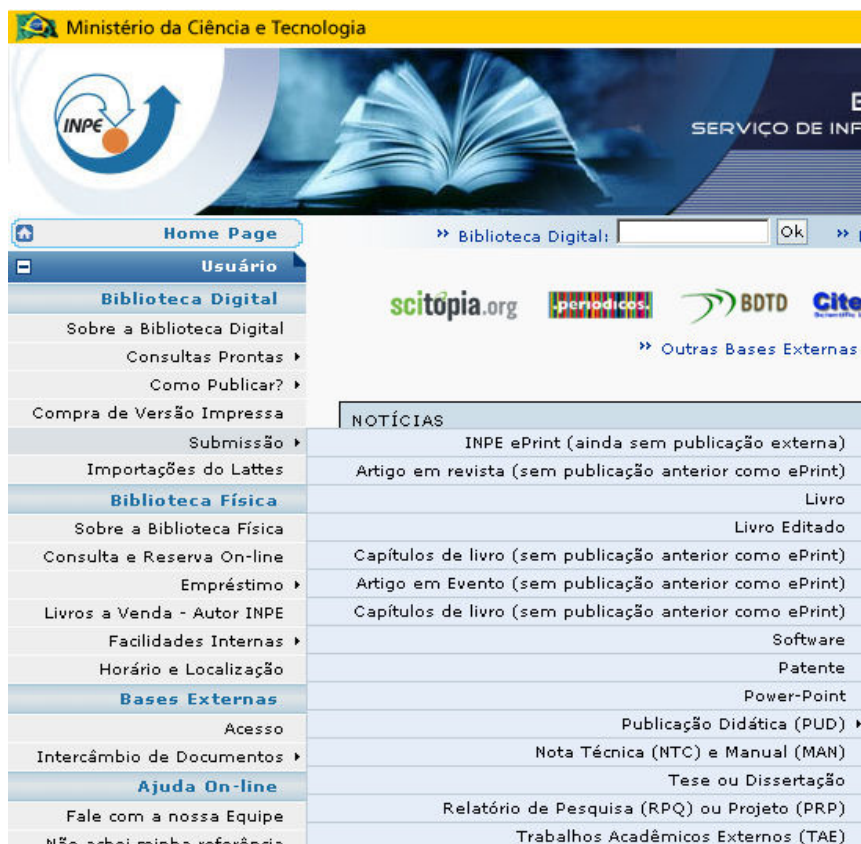 Ministério da Ciência e Tecnologia
INPE
SERVIÇO DE INF
Home Page
Biblioteca Digital: Ok
Usuário
Biblioteca Digital
scitopia.org .periodicos. BDTD Cite
Sobre a Biblioteca Digital
Outras Bases Externas
Consultas Prontas
Como Publicar?
Compra de Versão Impressa
NOTÍCIAS
Submissão
INPE ePrint (ainda sem publicação externa)
Importações do Lattes
Artigo em revista (sem publicação anterior como ePrint)
Biblioteca Física
Livro
Sobre a Biblioteca Física
Livro Editado
Consulta e Reserva On-line
Capítulos de livro (sem publicação anterior como ePrint)
Empréstimo
Artigo em Evento (sem publicação anterior como ePrint)
Livros a Venda - Autor INPE
Capítulos de livro (sem publicação anterior como ePrint)
Facilidades Internas
Software
Horário e Localização
Patente
Bases Externas
Power-Point
Acesso
Publicação Didática (PUD)
Intercâmbio de Documentos
Nota Técnica (NTC) e Manual (MAN)
Ajuda On-line
Tese ou Dissertação
Fale com a nossa Equipe
Relatório de Pesquisa (RPQ) ou Projeto (PRP)
Não achei minha referência
Trabalhos Acadêmicos Externos (TAE)